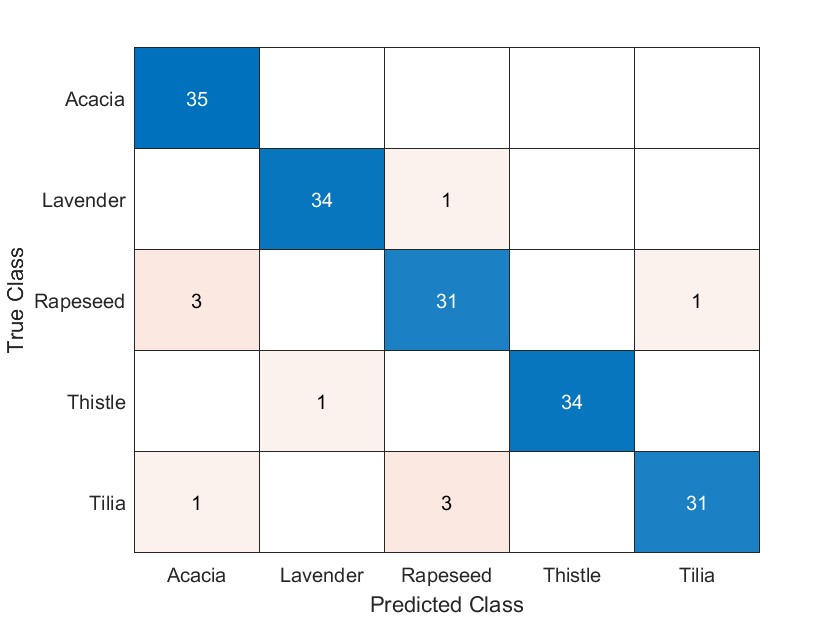 True Class
Acacia 35
Lavender 34 1
Rapeseed 3 31 1
Thistle 1 34
Tilia 1 3 31
Acacia Lavender Rapeseed Thistle Tilia
Predicted Class